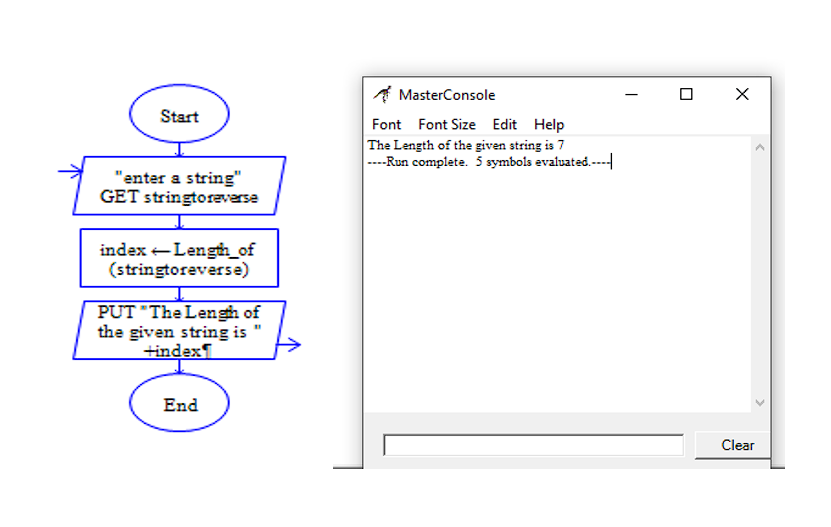 Start
"enter a string"
GET stringtoreverse
index ← Length_of
(stringtoreverse)
PUT "The Length of
the given string is "
+index¶
End
MasterConsole
Font Font Size Edit Help
The Length of the given string is 7
----Run complete. 5 symbols evaluated.----
Clear